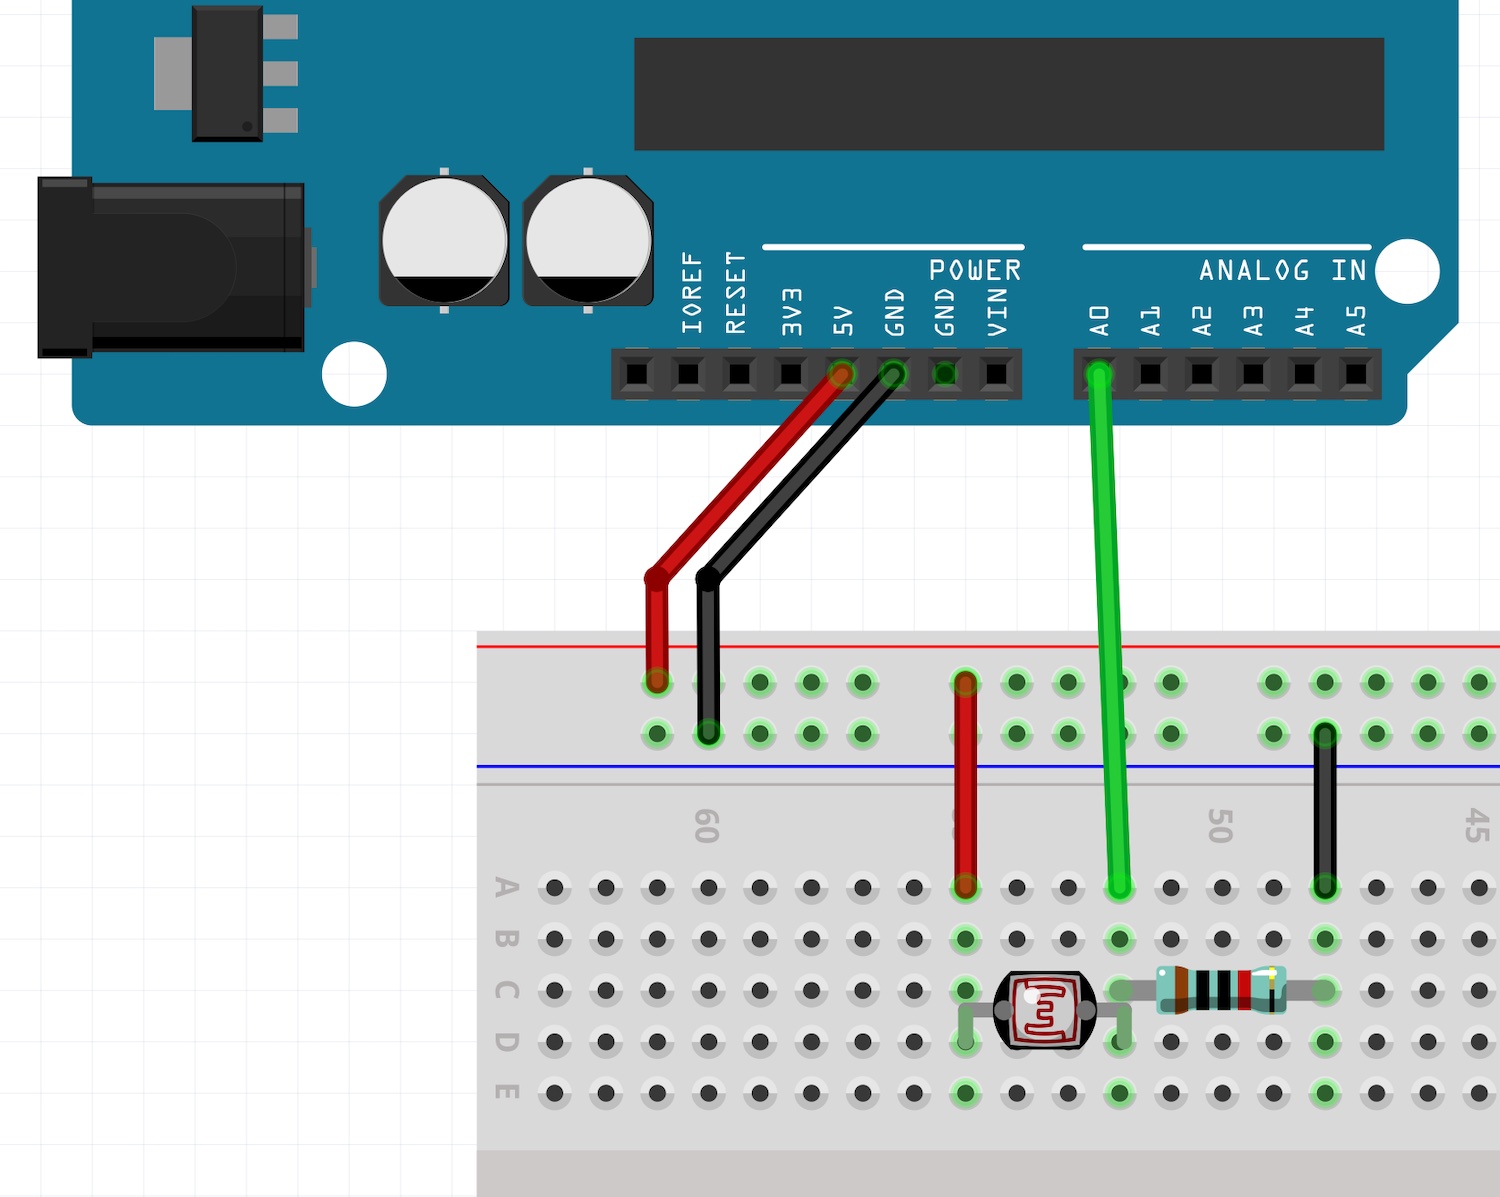 POWER
ANALOG IN
IOREF
RESET
3V3
5V
GND
GND
VIN
A0
A1
A2
A3
A4
A5
60
50
45
A
B
C
D
E